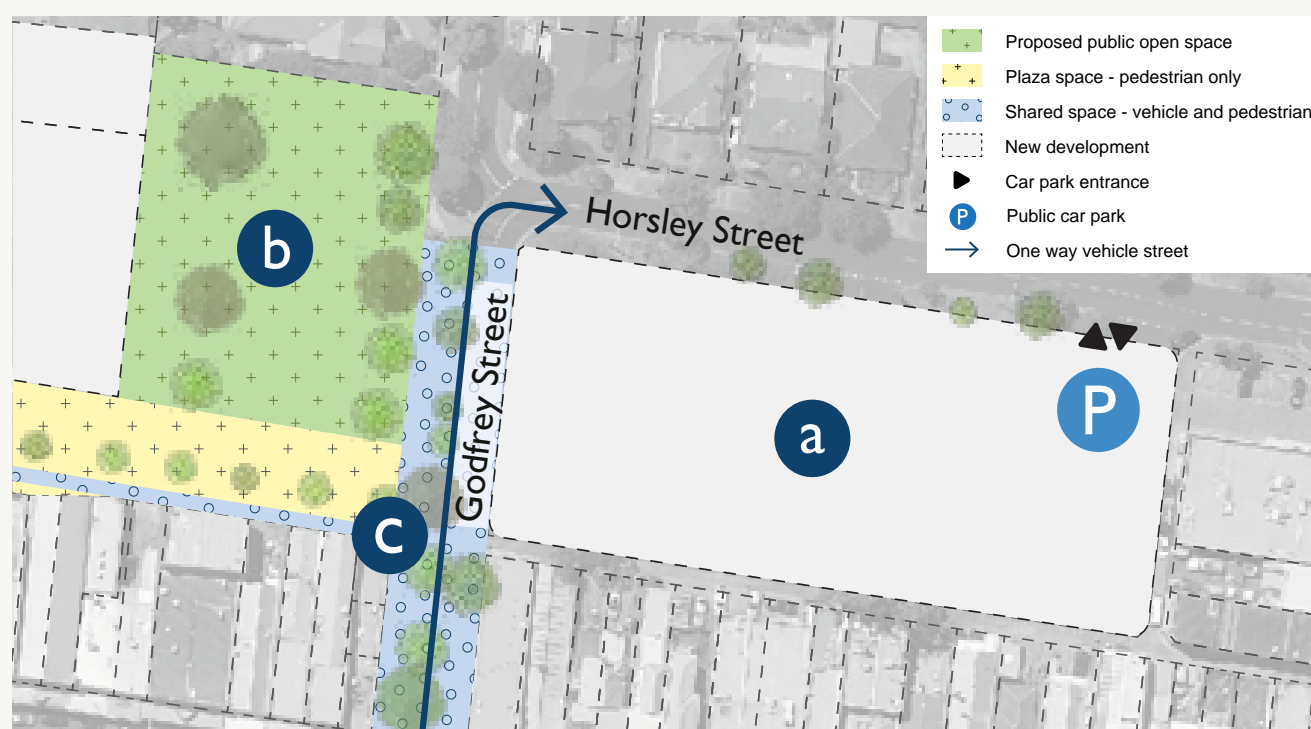 Proposed public open space
Plaza space - pedestrian only
Shared space - vehicle and pedestrian
New development
Car park entrance
P Public car park
One way vehicle street
Horsley Street
b
Godfrey Street
a
P
c